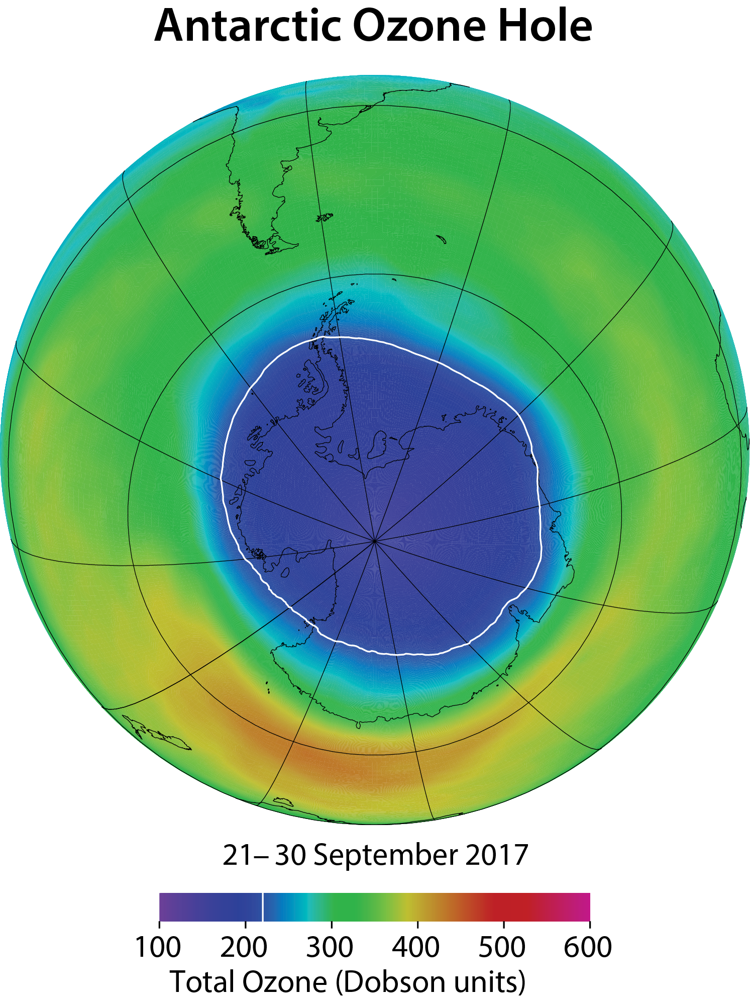 Antarctic Ozone Hole
21– 30 September 2017
100 200 300 400 500 600
Total Ozone (Dobson units)